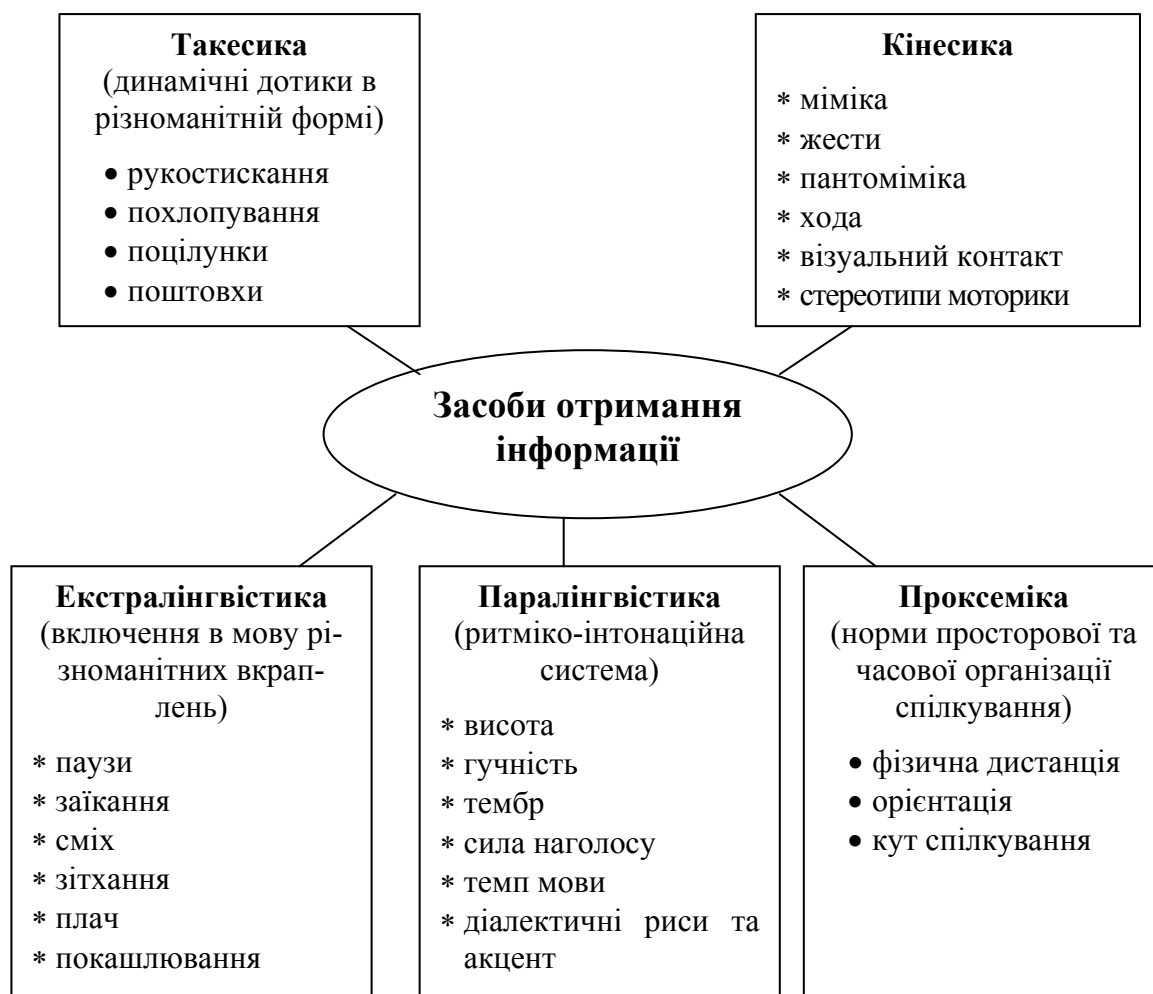 Такесика
(динамічні дотики в
різноманітній формі)
• рукостискання
• похлопування
• поцілунки
• поштовхи
Кінесика
* міміка
* жести
* пантоміміка
* хода
* візуальний контакт
* стереотипи моторики
Засоби отримання
інформації
Екстралінгвістика
(включення в мову рі-
зноманітних вкрап-
лень)
* паузи
* заїкання
* сміх
* зітхання
* плач
* покашлювання
Паралінгвістика
(ритміко-інтонаційна
система)
* висота
* гучність
* тембр
* сила наголосу
* темп мови
* діалектичні риси та
акцент
Проксеміка
(норми просторової та
часової організації
спілкування)
• фізична дистанція
• орієнтація
• кут спілкування